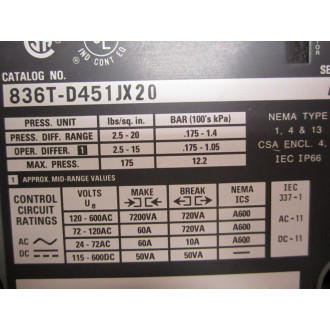 SA UL OR
IND CONT EQ
CATALOG NO. SE
836T-D451JX20 A
PRESS. UNIT lbs/sq. in. BAR (100's kPa)
PRESS. DIFF. RANGE 2.5 - 20 .175 - 1.4
OPER. DIFFER. 1 2.5 - 15 .175 - 1.05
MAX. PRESS 175 12.2
NEMA TYPE
1, 4 & 13
CSA ENCL. 4,
IEC IP66
1 APPROX. MID-RANGE VALUES
CONTROL CIRCUIT RATINGS VOLTS Ue MAKE BREAK NEMA ICS IEC 337-1
120 - 600AC 7200VA 720VA A600
72 - 120AC 60A 720VA A600 AC-11
AC 24 - 72AC 60A 10A A600 DC-11
DC 115 - 600DC 50VA 50VA